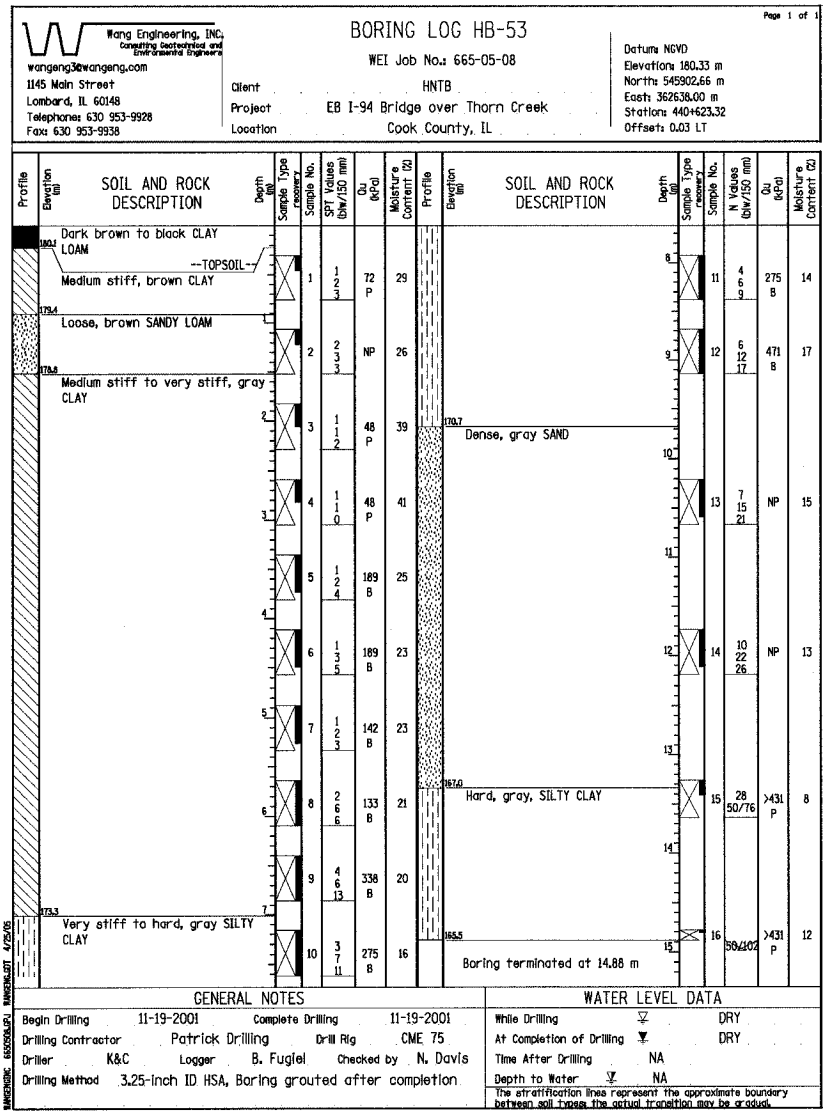 Page 1 of 1
Wang Engineering, INC.
Consulting Geotechnical and
Environmental Engineers
wangeng3@wangeng.com
1145 Main Street
Lombard, IL 60148
Telephone: 630 953-9928
Fax: 630 953-9938
BORING LOG HB-53
WEI Job No.: 665-05-08
Client HNTB
Project EB I-94 Bridge over Thorn Creek
Location Cook County, IL
Datum: NGVD
Elevation: 180.33 m
North: 545902.66 m
East: 362638.00 m
Station: 440+623.32
Offset: 0.03 LT
Profile Elevation (m) SOIL AND ROCK DESCRIPTION Depth (m) Sample Type recovery Sample No. SPT Values (blw/150 mm) Qu (kPa) Moisture Content (%)
Dark brown to black CLAY
180.1 LOAM
--TOPSOIL--
Medium stiff, brown CLAY
1 1 2 3 72 P 29
179.4 1
Loose, brown SANDY LOAM
2 2 3 3 NP 26
178.8
Medium stiff to very stiff, gray
CLAY
2
3 1 1 2 48 P 39
4 1 1 0 48 P 41
3
5 1 2 4 189 B 25
4
6 1 3 5 189 B 23
5
7 1 2 3 142 B 23
8 2 6 6 133 B 21
6
9 4 6 13 338 B 20
173.3 7
Very stiff to hard, gray SILTY
CLAY
10 3 7 11 275 B 16
Profile Elevation (m) SOIL AND ROCK DESCRIPTION Depth (m) Sample Type recovery Sample No. N Values (blw/150 mm) Qu (kPa) Moisture Content (%)
8
11 4 6 9 275 B 14
9
12 6 12 17 471 B 17
170.7
Dense, gray SAND
10
13 7 15 21 NP 15
11
12
14 10 22 26 NP 13
13
167.0
Hard, gray, SILTY CLAY
15 28 50/76 >431 P 8
14
165.5
16 50/102 >431 P 12
15
Boring terminated at 14.88 m
GENERAL NOTES
Begin Drilling 11-19-2001 Complete Drilling 11-19-2001
Drilling Contractor Patrick Drilling Drill Rig CME 75
Driller K&C Logger B. Fugiel Checked by N. Davis
Drilling Method 3.25-inch ID HSA, Boring grouted after completion
WATER LEVEL DATA
While Drilling DRY
At Completion of Drilling DRY
Time After Drilling NA
Depth to Water NA
The stratification lines represent the approximate boundary
between soil types; the actual transition may be gradual.
WANGENGINC 6650508.GPJ WANGENG.GDT 4/25/05